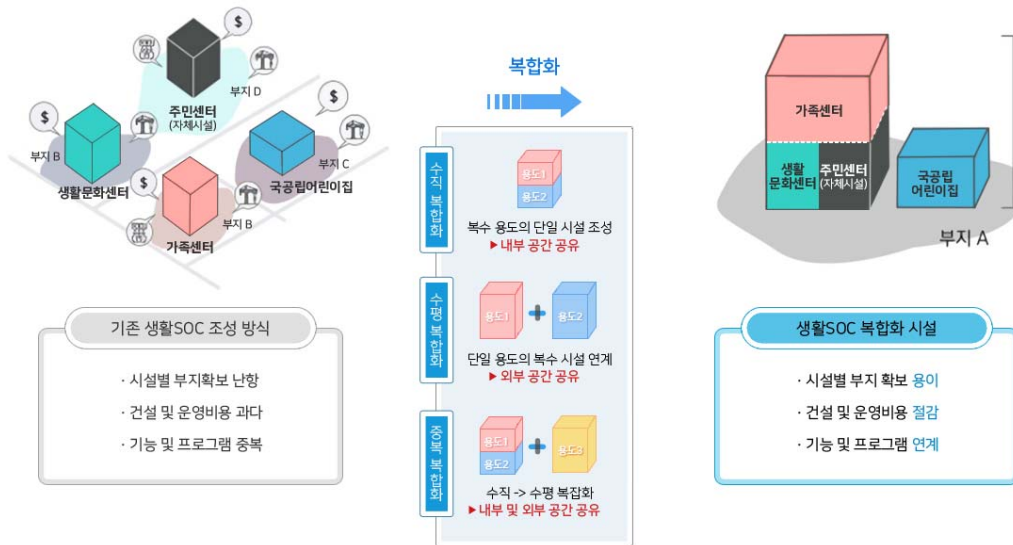 $
부지 D
주민센터
(자체시설)
$
부지 B
생활문화센터
$
부지 C
국공립어린이집
$
부지 B
가족센터
기존 생활SOC 조성 방식
· 시설별 부지확보 난항
· 건설 및 운영비용 과다
· 기능 및 프로그램 중복
복합화
수직 복합화
용도1
용도2
복수 용도의 단일 시설 조성
▶ 내부 공간 공유
수평 복합화
용도1
용도2
단일 용도의 복수 시설 연계
▶ 외부 공간 공유
중복 복합화
용도1
용도2
용도3
수직 -> 수평 복잡화
▶ 내부 및 외부 공간 공유
가족센터
생활
문화센터
주민센터
(자체시설)
국공립
어린이집
부지 A
생활SOC 복합화 시설
· 시설별 부지 확보 용이
· 건설 및 운영비용 절감
· 기능 및 프로그램 연계